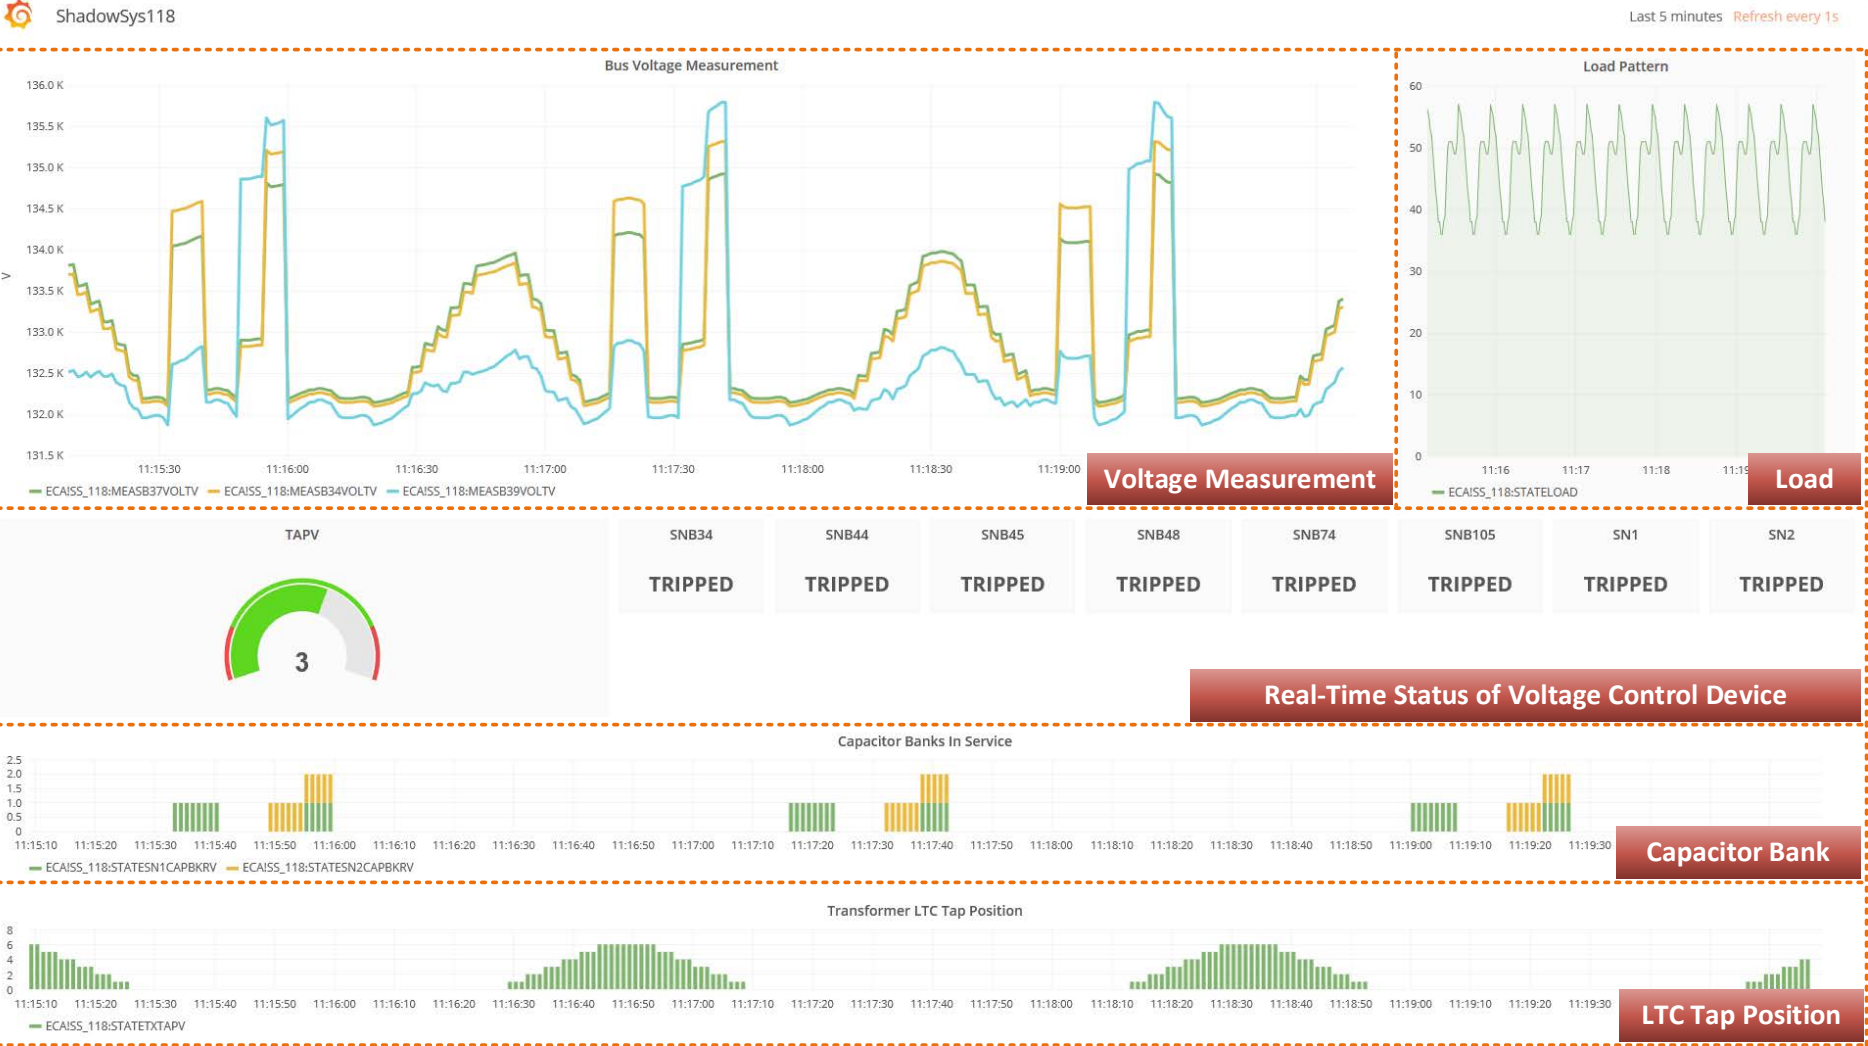 ShadowSys118
Last 5 minutes Refresh every 1s
Bus Voltage Measurement
136.0 K
135.5 K
135.0 K
134.5 K
134.0 K
133.5 K
133.0 K
132.5 K
132.0 K
131.5 K
V
11:15:30 11:16:00 11:16:30 11:17:00 11:17:30 11:18:00 11:18:30 11:19:00
ECA!SS_118:MEASB37VOLTV ECA!SS_118:MEASB34VOLTV ECA!SS_118:MEASB39VOLTV
Voltage Measurement
Load Pattern
60
50
40
30
20
10
0
11:16 11:17 11:18
ECA!SS_118:STATELOAD
Load
TAPV
3
SNB34 SNB44 SNB45 SNB48 SNB74 SNB105 SN1 SN2
TRIPPED TRIPPED TRIPPED TRIPPED TRIPPED TRIPPED TRIPPED TRIPPED
Real-Time Status of Voltage Control Device
Capacitor Banks In Service
2.5
2.0
1.5
1.0
0.5
0
11:15:10 11:15:20 11:15:30 11:15:40 11:15:50 11:16:00 11:16:10 11:16:20 11:16:30 11:16:40 11:16:50 11:17:00 11:17:10 11:17:20 11:17:30 11:17:40 11:17:50 11:18:00 11:18:10 11:18:20 11:18:30 11:18:40 11:18:50 11:19:00 11:19:10 11:19:20 11:19:30
ECA!SS_118:STATESN1CAPBKRV ECA!SS_118:STATESN2CAPBKRV
Capacitor Bank
Transformer LTC Tap Position
8
6
4
2
0
11:15:10 11:15:20 11:15:30 11:15:40 11:15:50 11:16:00 11:16:10 11:16:20 11:16:30 11:16:40 11:16:50 11:17:00 11:17:10 11:17:20 11:17:30 11:17:40 11:17:50 11:18:00 11:18:10 11:18:20 11:18:30 11:18:40 11:18:50 11:19:00 11:19:10 11:19:20 11:19:30
ECA!SS_118:STATETXTAPV
LTC Tap Position